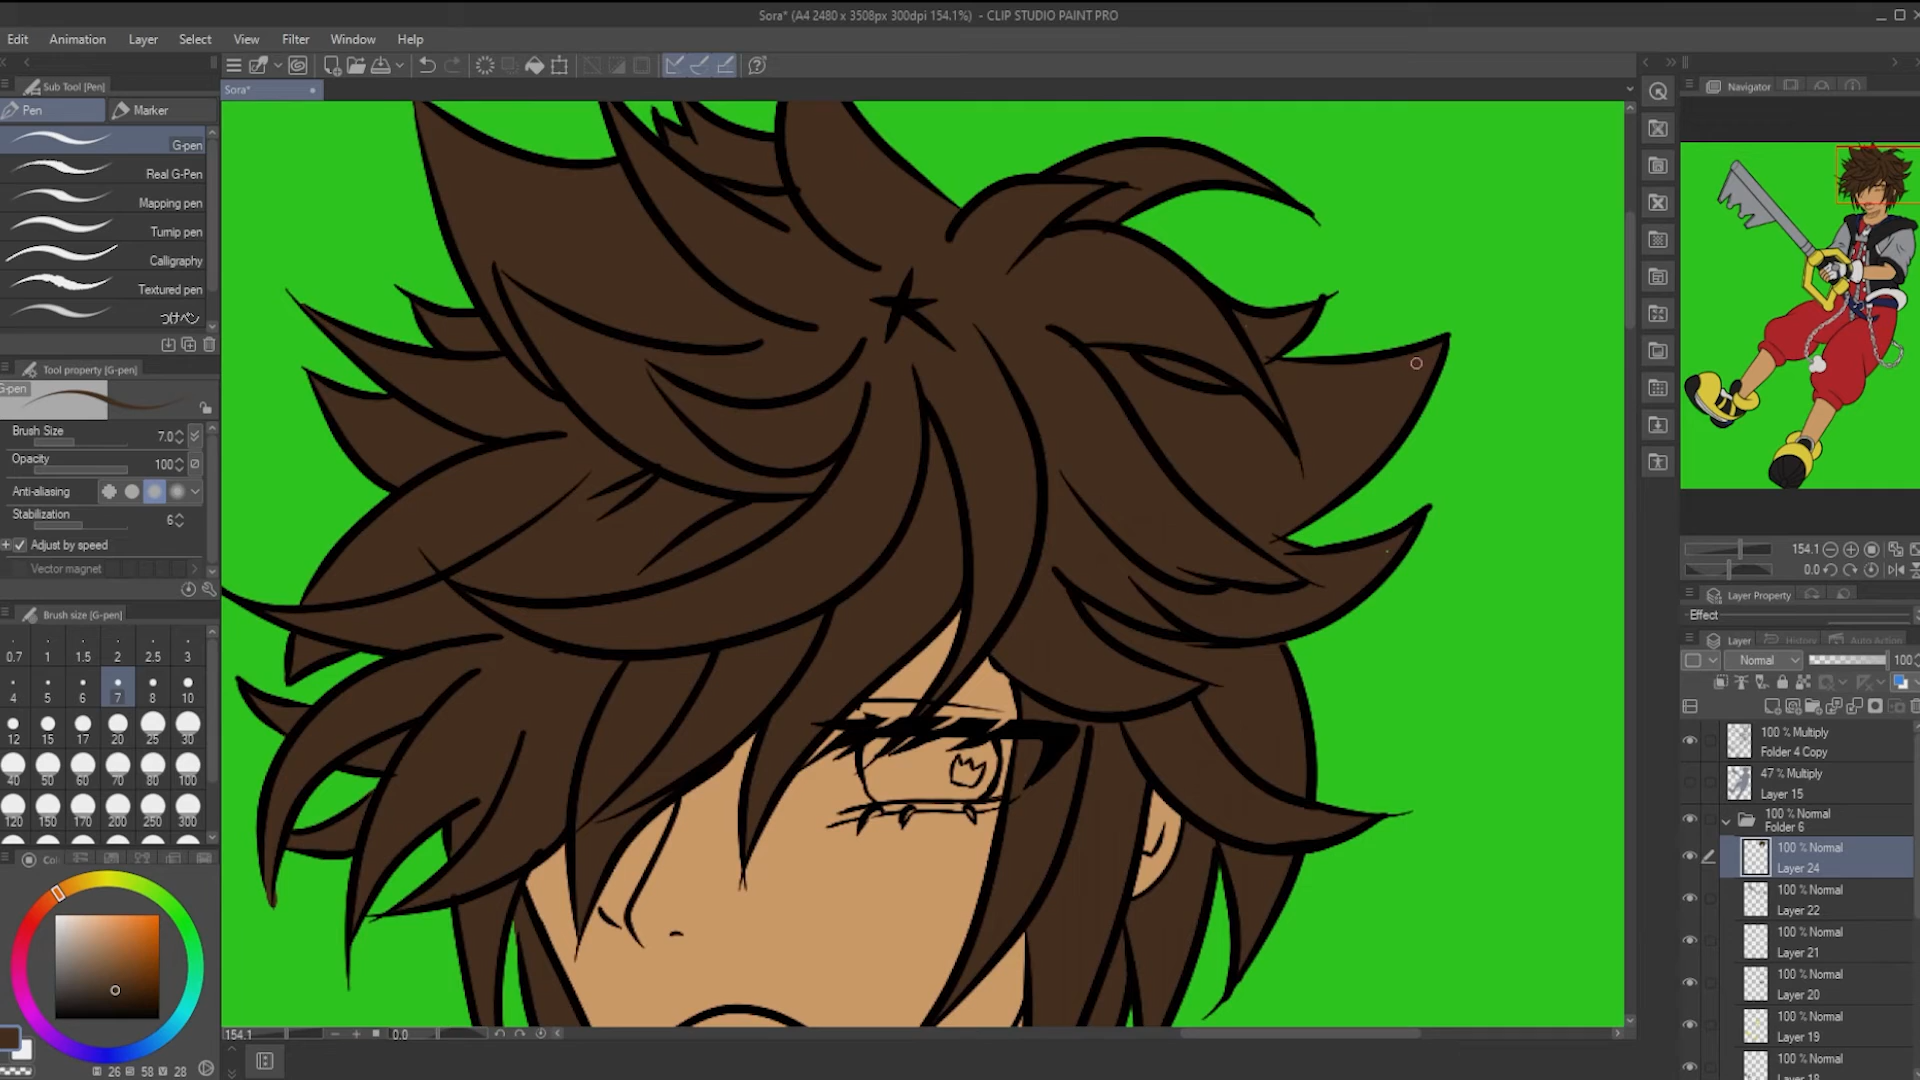 Sora* (A4 2480 x 3508px 300dpi 154.1%) - CLIP STUDIO PAINT PRO
Edit Animation Layer Select View Filter Window Help
Sub Tool [Pen]
Sora*
Navigator
Pen Marker
G-pen
Real G-Pen
Mapping pen
Turnip pen
Calligraphy
Textured pen
つけペン
Tool property [G-pen]
G-pen
Brush Size 7.0
Opacity 100
Anti-aliasing
Stabilization 6
Adjust by speed
Vector magnet
Brush size [G-pen]
0.7 1 1.5 2 2.5 3
4 5 6 7 8 10
12 15 17 20 25 30
40 50 60 70 80 100
120 150 170 200 250 300
Col
26 58 V 28
154.1 0.0
154.1
0.0
Layer Property
Effect
Layer History Auto Action
Normal 100
100 % Multiply
Folder 4 Copy
47 % Multiply
Layer 15
100 % Normal
Folder 6
100 % Normal
Layer 24
100 % Normal
Layer 22
100 % Normal
Layer 21
100 % Normal
Layer 20
100 % Normal
Layer 19
100 % Normal
Layer 18